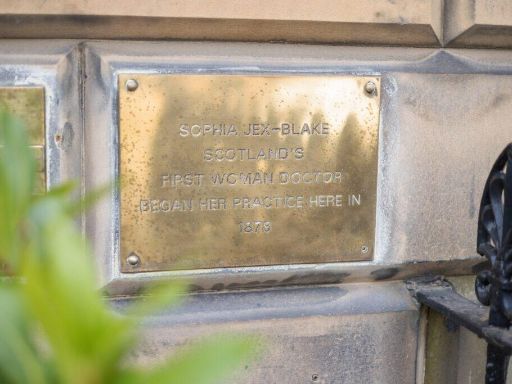 SOPHIA JEX-BLAKE
SCOTLAND'S
FIRST WOMAN DOCTOR
BEGAN HER PRACTICE HERE IN
1878